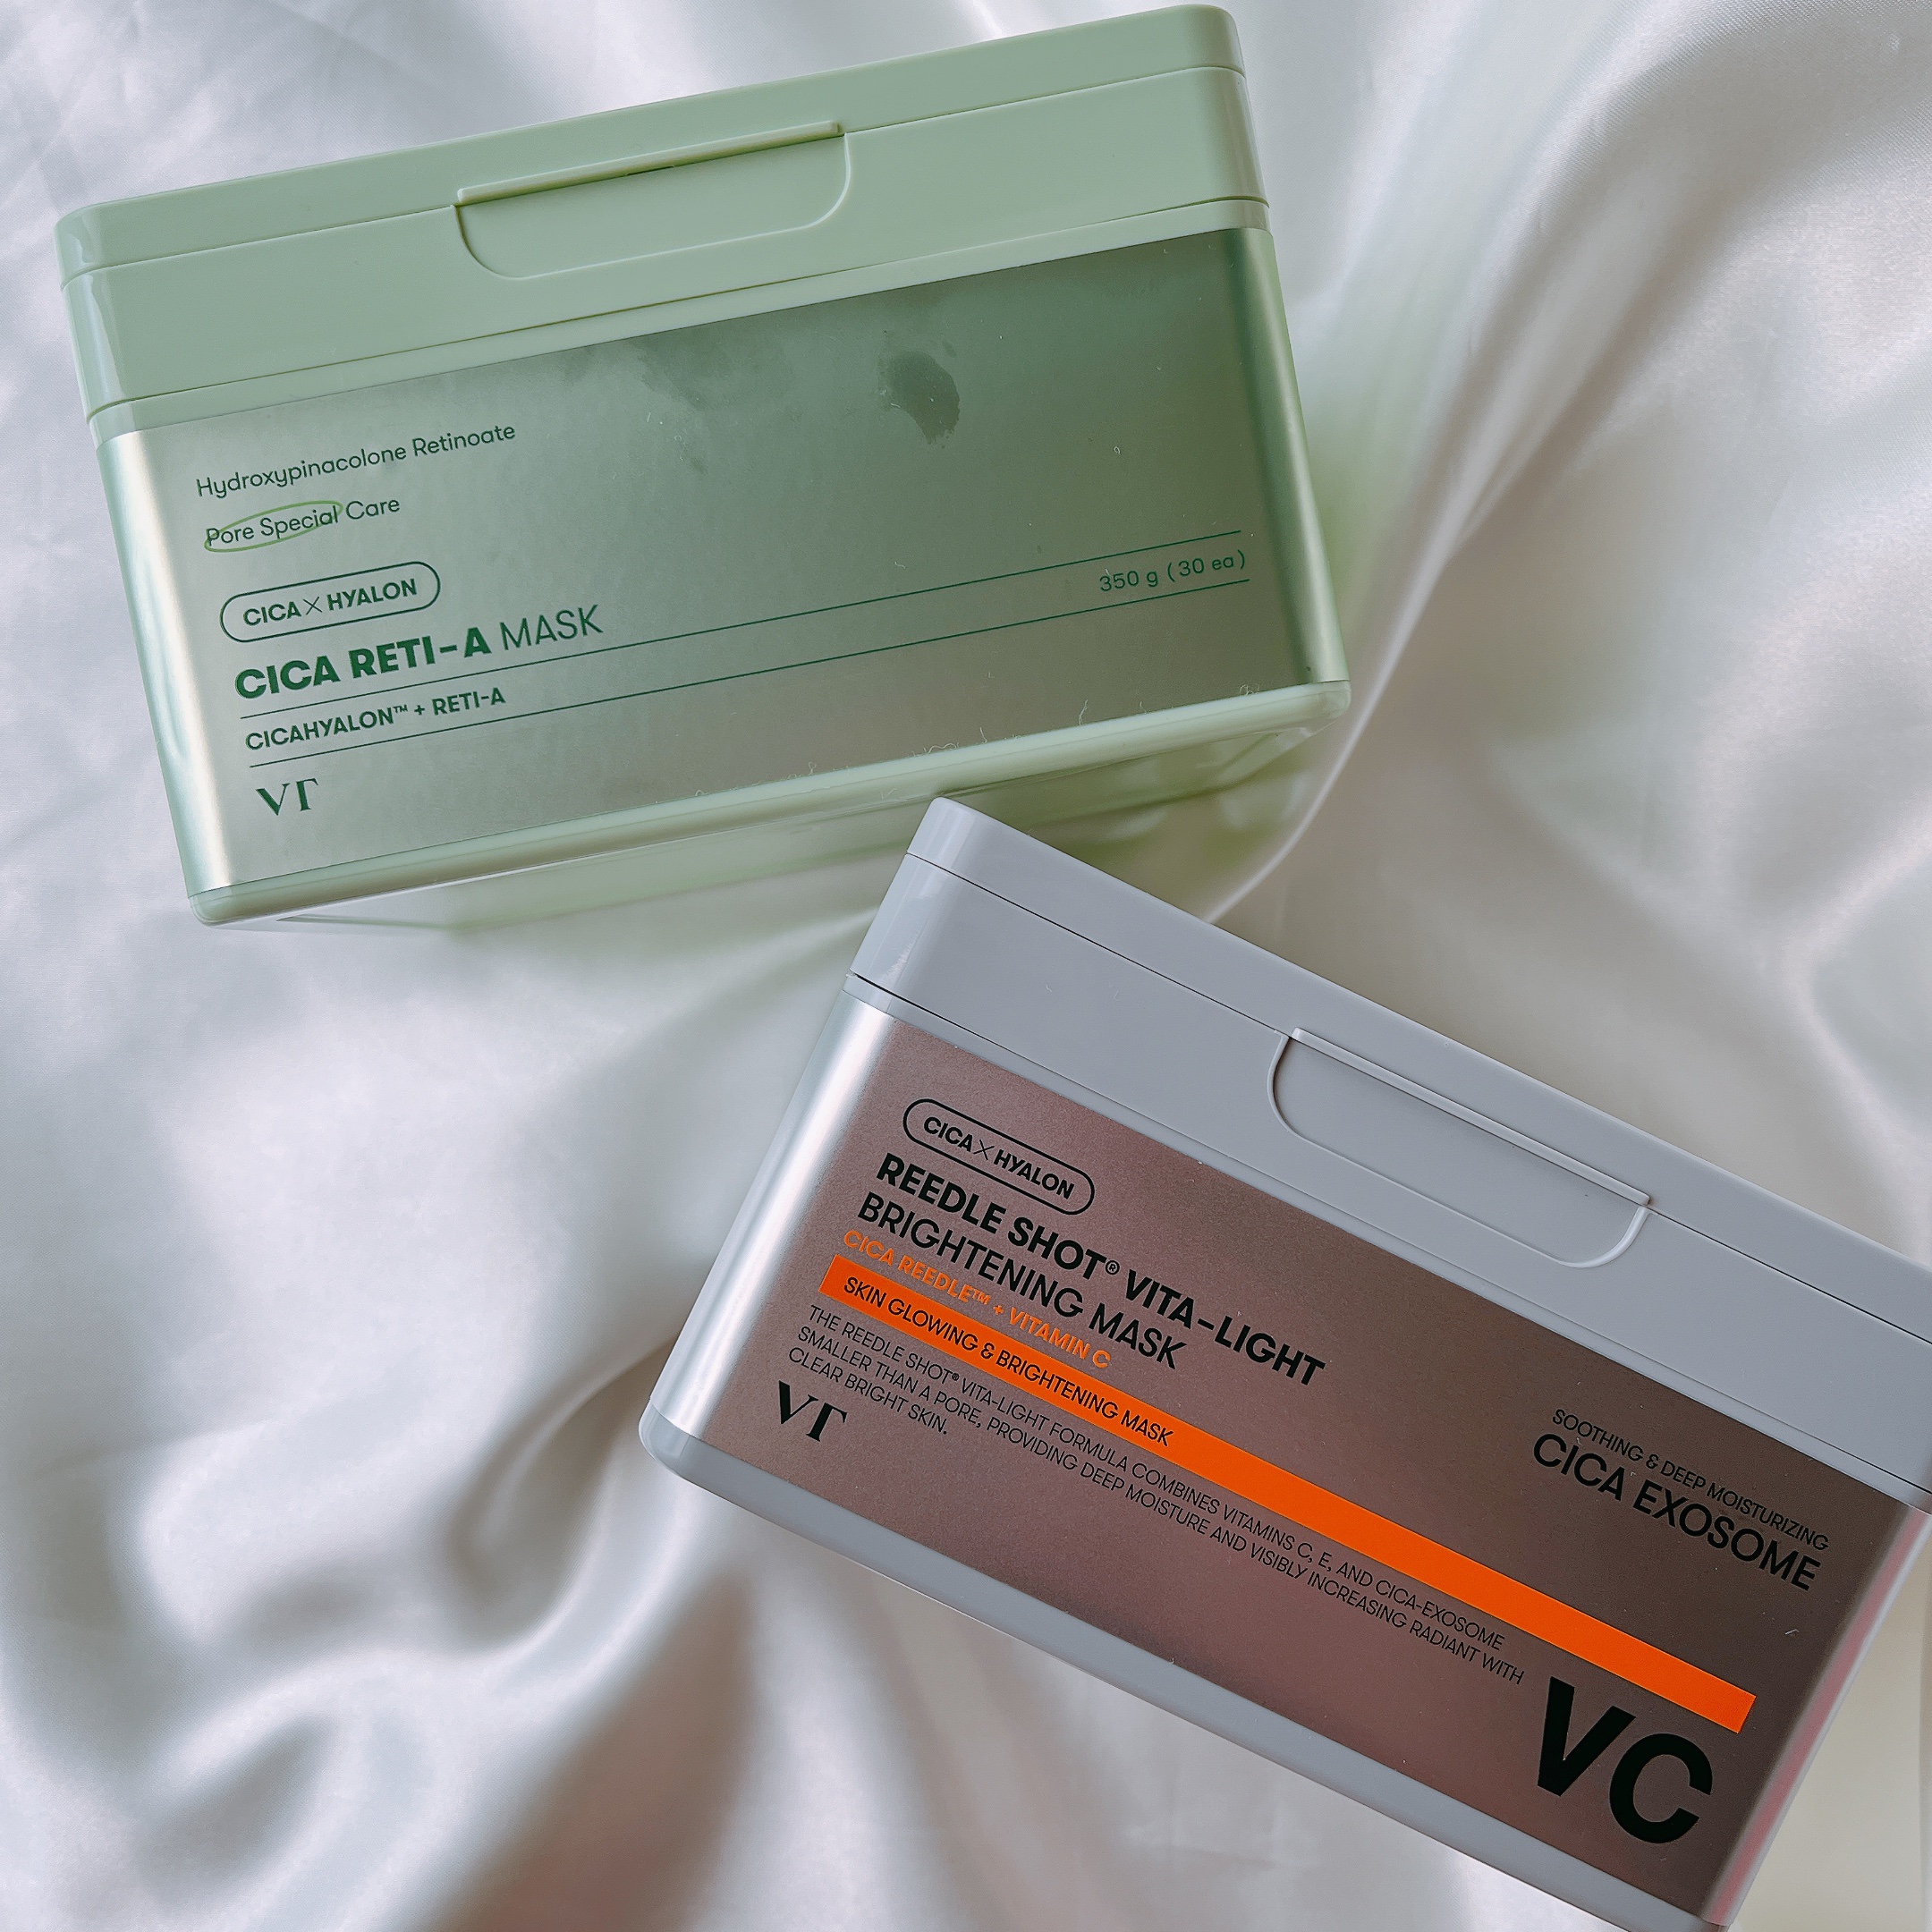 Hydroxypinacolone Retinoate
Pore Special Care
CICA×HYALON
CICA RETI-A MASK
350 g (30 ea)
CICAHYALON™ + RETI-A
VT
CICA×HYALON
REEDLE SHOT® VITA-LIGHT
BRIGHTENING MASK
CICA REEDLE™ + VITAMIN C
SKIN GLOWING & BRIGHTENING MASK
THE REEDLE SHOT® VITA-LIGHT FORMULA COMBINES VITAMINS C, E, AND CICA-EXOSOME
SMALLER THAN A PORE, PROVIDING DEEP MOISTURE AND VISIBLY INCREASING RADIANT WITH
CLEAR BRIGHT SKIN.
VT
SOOTHING & DEEP MOISTURIZING
CICA EXOSOME
VC